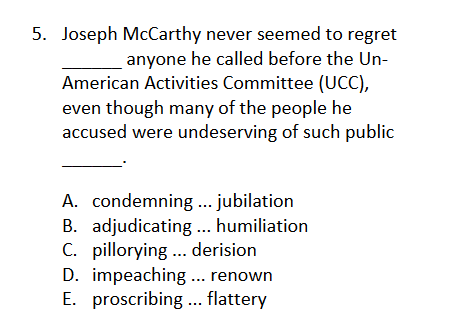 5. Joseph McCarthy never seemed to regret
______ anyone he called before the Un-
American Activities Committee (UCC),
even though many of the people he
accused were undeserving of such public
______.
A. condemning ... jubilation
B. adjudicating ... humiliation
C. pillorying ... derision
D. impeaching ... renown
E. proscribing ... flattery